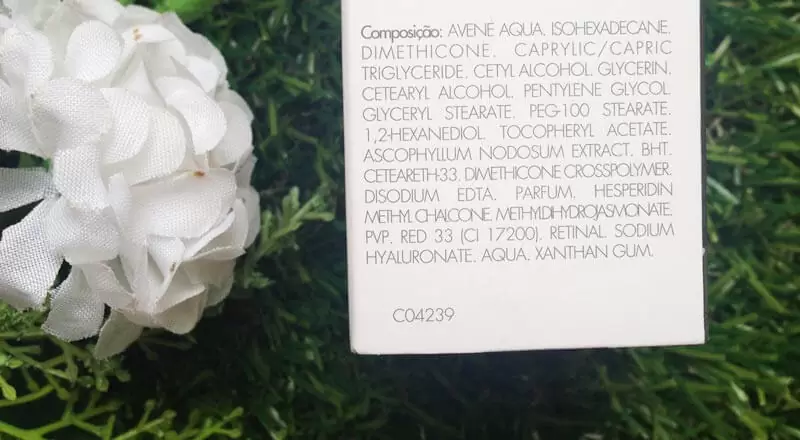 Composição: AVENE AQUA. ISOHEXADECANE.
DIMETHICONE. CAPRYLIC/CAPRIC
TRIGLYCERIDE. CETYL ALCOHOL. GLYCERIN.
CETEARYL ALCOHOL. PENTYLENE GLYCOL.
GLYCERYL STEARATE. PEG-100 STEARATE.
1,2-HEXANEDIOL. TOCOPHERYL ACETATE.
ASCOPHYLLUM NODOSUM EXTRACT. BHT.
CETEARETH-33. DIMETHICONE CROSSPOLYMER.
DISODIUM EDTA. PARFUM. HESPERIDIN
METHYL CHALCONE. METHYLDIHYDROJASMONATE.
PVP. RED 33 (CI 17200). RETINAL. SODIUM
HYALURONATE. AQUA. XANTHAN GUM.
C04239